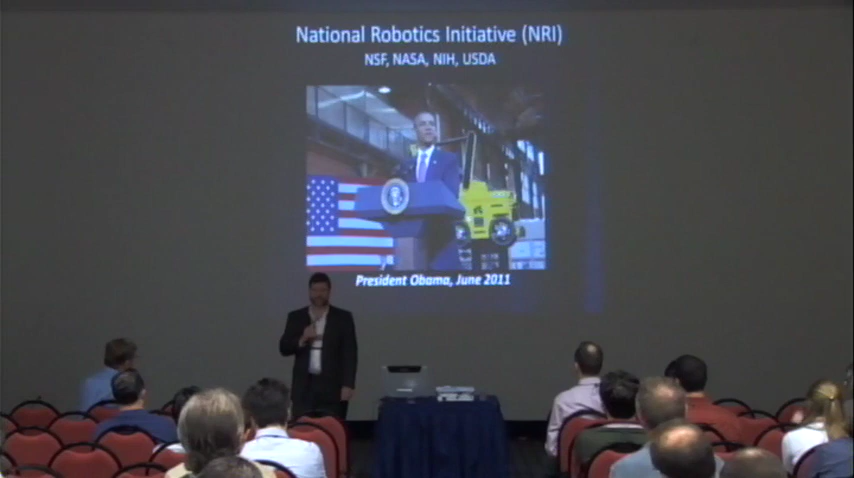 National Robotics Initiative (NRI)
NSF, NASA, NIH, USDA
President Obama, June 2011